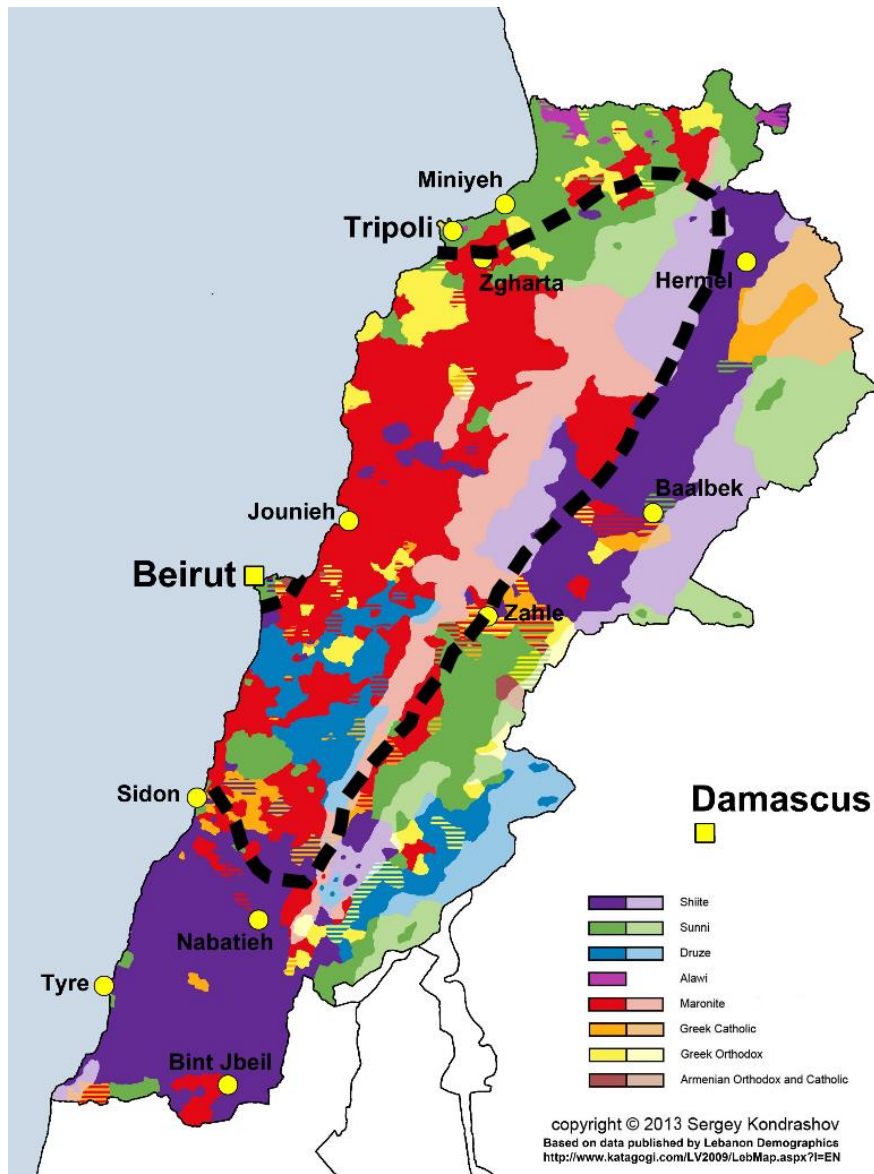 Miniyeh
Tripoli
Zgharta
Hermel
Baalbek
Jounieh
Beirut
Zahle
Sidon
Damascus
Nabatieh
Tyre
Bint Jbeil
Shiite
Sunni
Druze
Alawi
Maronite
Greek Catholic
Greek Orthodox
Armenian Orthodox and Catholic
copyright © 2013 Sergey Kondrashov
Based on data published by Lebanon Demographics
http://www.katagogi.com/LV2009/LebMap.aspx?l=EN